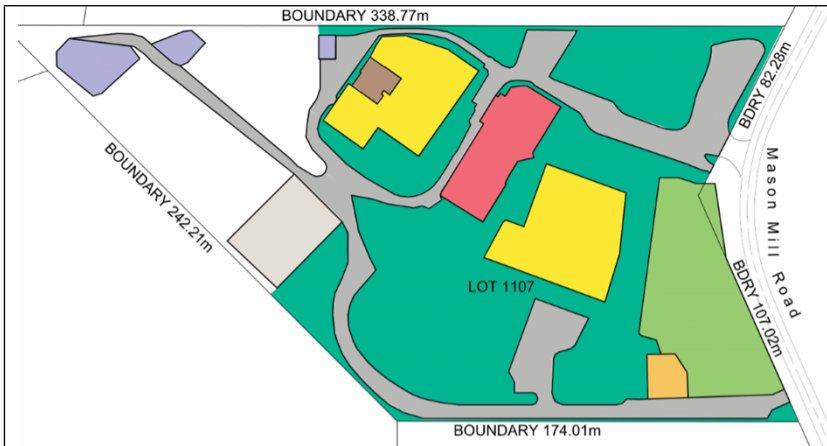 BOUNDARY 338.77m
BDRY 82.28m
Mason Mill Road
BOUNDARY 242.21m
LOT 1107
BDRY 107.02m
BOUNDARY 174.01m